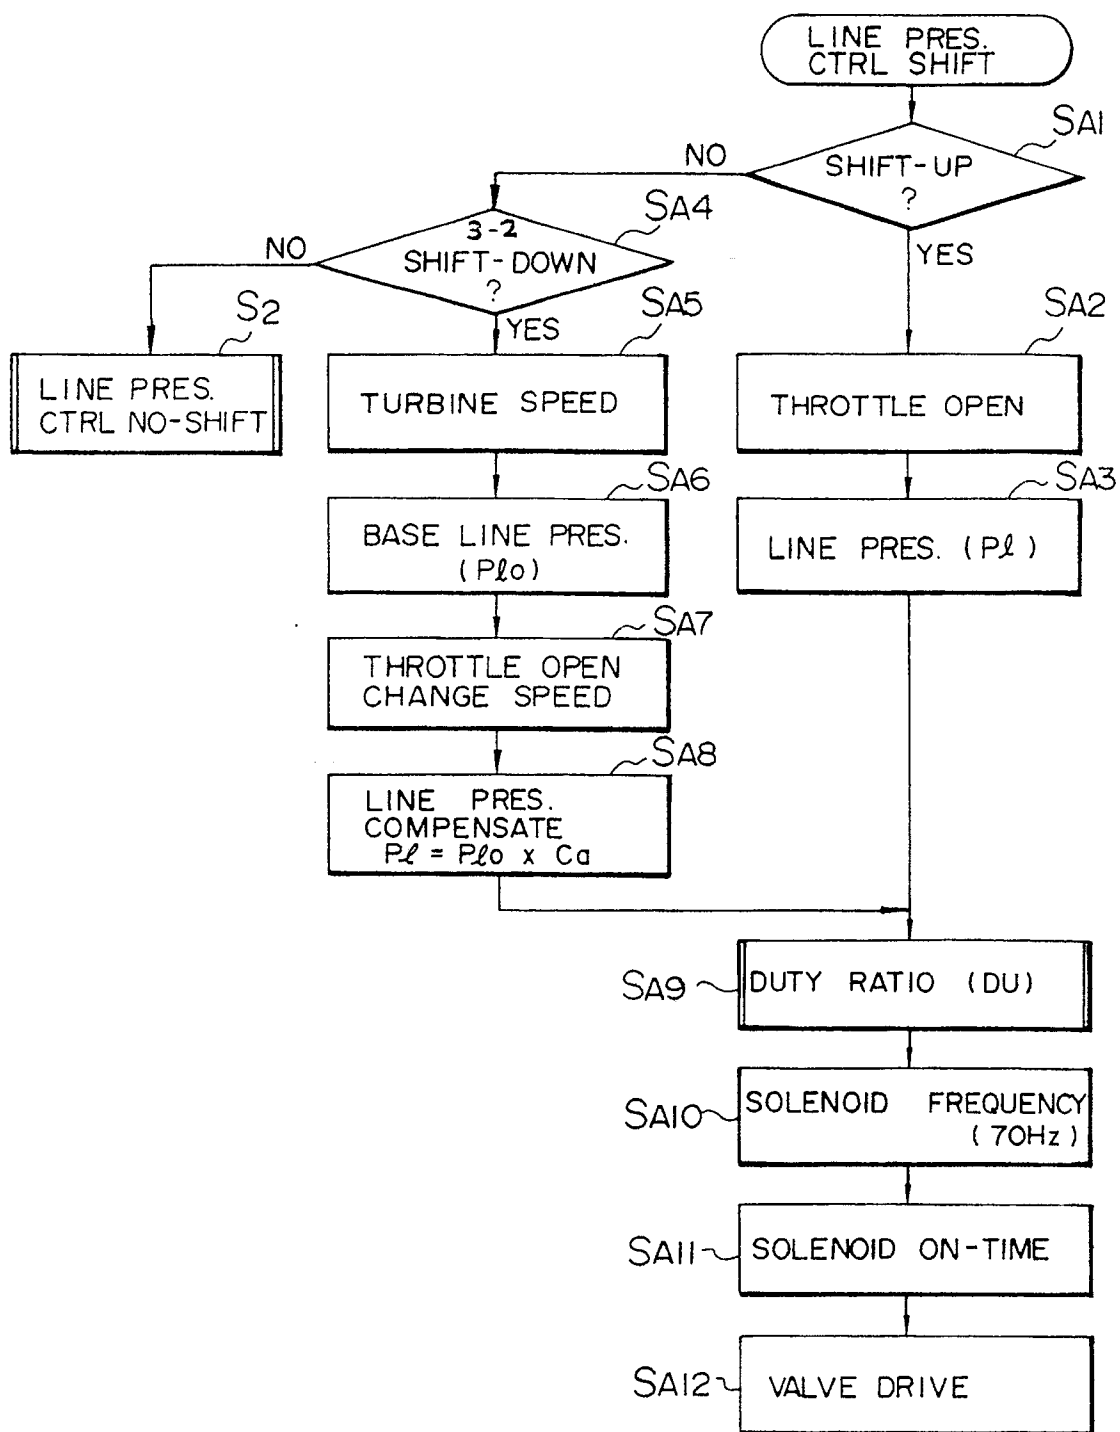 LINE PRES.
CTRL SHIFT
SA1
SHIFT-UP
?
NO
YES
SA4
3-2
SHIFT-DOWN
?
NO
YES
S2
LINE PRES.
CTRL NO-SHIFT
SA5
TURBINE SPEED
SA2
THROTTLE OPEN
SA6
BASE LINE PRES.
(Plo)
SA3
LINE PRES. (Pl)
SA7
THROTTLE OPEN
CHANGE SPEED
SA8
LINE PRES.
COMPENSATE
Pl = Plo x Ca
SA9
DUTY RATIO (DU)
SA10
SOLENOID FREQUENCY
(70Hz)
SA11
SOLENOID ON-TIME
SA12
VALVE DRIVE